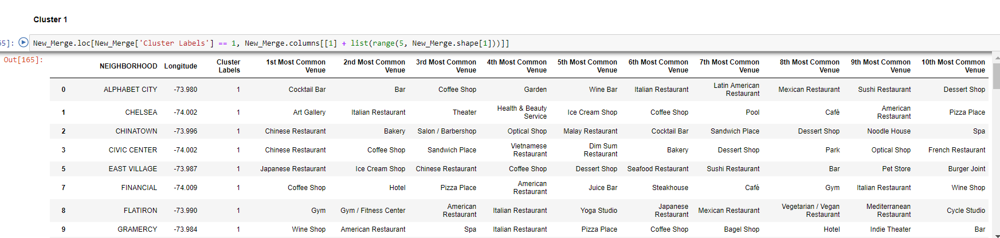 Cluster 1
55]: New_Merge.loc[New_Merge['Cluster Labels'] == 1, New_Merge.columns[[1] + list(range(5, New_Merge.shape[1]))]]
Out[165]:
NEIGHBORHOOD Longitude Cluster Labels 1st Most Common Venue 2nd Most Common Venue 3rd Most Common Venue 4th Most Common Venue 5th Most Common Venue 6th Most Common Venue 7th Most Common Venue 8th Most Common Venue 9th Most Common Venue 10th Most Common Venue
0 ALPHABET CITY -73.980 1 Cocktail Bar Bar Coffee Shop Garden Wine Bar Italian Restaurant Latin American Restaurant Mexican Restaurant Sushi Restaurant Dessert Shop
1 CHELSEA -74.002 1 Art Gallery Italian Restaurant Theater Health & Beauty Service Ice Cream Shop Coffee Shop Pool Café American Restaurant Pizza Place
2 CHINATOWN -73.996 1 Chinese Restaurant Bakery Salon / Barbershop Optical Shop Malay Restaurant Cocktail Bar Sandwich Place Dessert Shop Noodle House Spa
3 CIVIC CENTER -74.002 1 Chinese Restaurant Coffee Shop Sandwich Place Vietnamese Restaurant Dim Sum Restaurant Bakery Dessert Shop Park Optical Shop French Restaurant
5 EAST VILLAGE -73.987 1 Japanese Restaurant Ice Cream Shop Chinese Restaurant Coffee Shop Dessert Shop Seafood Restaurant Sushi Restaurant Bar Pet Store Burger Joint
7 FINANCIAL -74.009 1 Coffee Shop Hotel Pizza Place American Restaurant Juice Bar Steakhouse Café Gym Italian Restaurant Wine Shop
8 FLATIRON -73.990 1 Gym Gym / Fitness Center American Restaurant Italian Restaurant Yoga Studio Japanese Restaurant Mexican Restaurant Vegetarian / Vegan Restaurant Mediterranean Restaurant Cycle Studio
9 GRAMERCY -73.984 1 Wine Shop American Restaurant Spa Italian Restaurant Pizza Place Coffee Shop Bagel Shop Hotel Indie Theater Bar